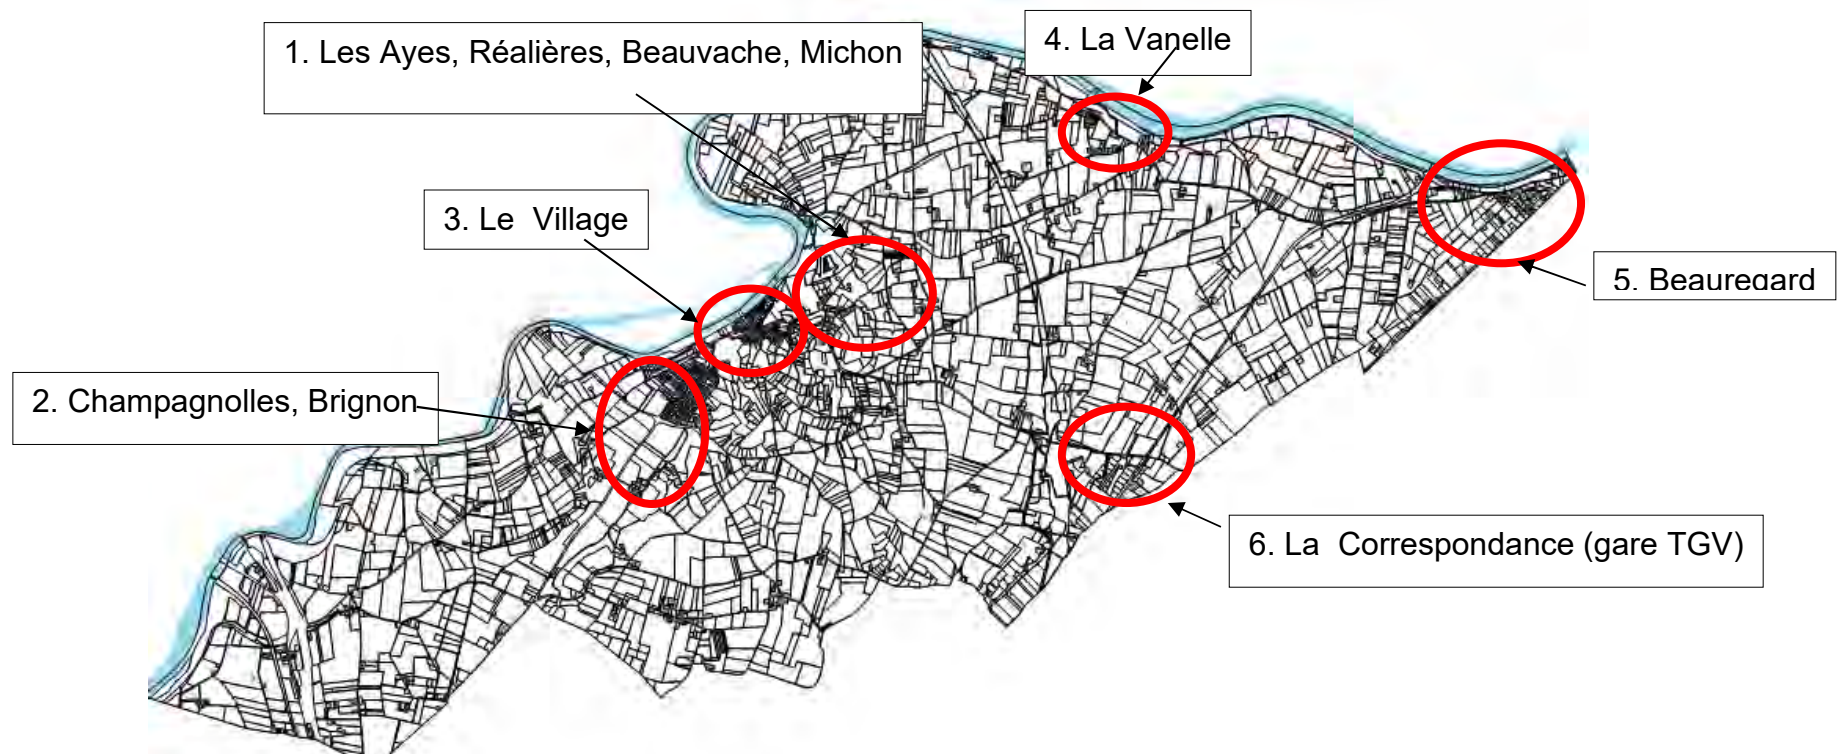 1. Les Ayes, Réalières, Beauvache, Michon
4. La Vanelle
3. Le Village
5. Beauregard
2. Champagnolles, Brignon
6. La Correspondance (gare TGV)